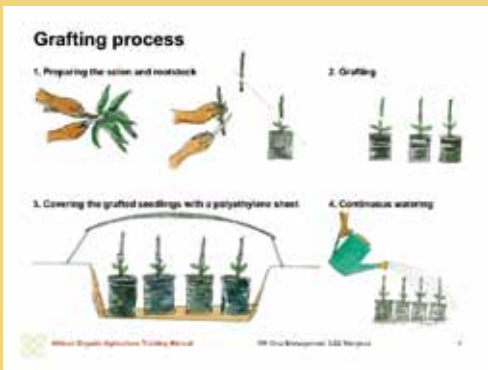 Grafting process
1. Preparing the scion and rootstock
2. Grafting
3. Covering the grafted seedlings with a polyethylene sheet
4. Continuous watering
African Organic Agriculture Training Manual